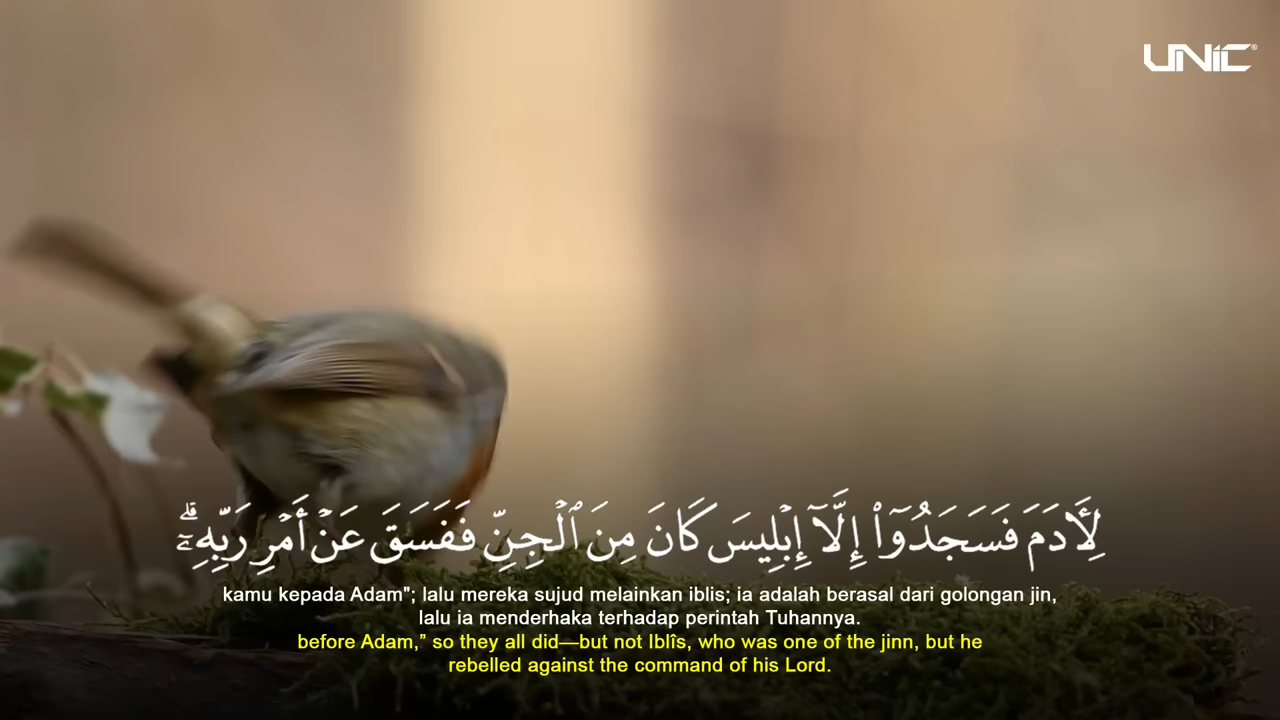 UNIC®
لِأٓدَمَ فَسَجَدُوٓا۟ إِلَّآ إِبْلِيسَ كَانَ مِنَ ٱلْجِنِّ فَفَسَقَ عَنْ أَمْرِ رَبِّهِۦٓ ۗ
kamu kepada Adam"; lalu mereka sujud melainkan iblis; ia adalah berasal dari golongan jin,
lalu ia menderhaka terhadap perintah Tuhannya.
before Adam,” so they all did—but not Iblîs, who was one of the jinn, but he
rebelled against the command of his Lord.